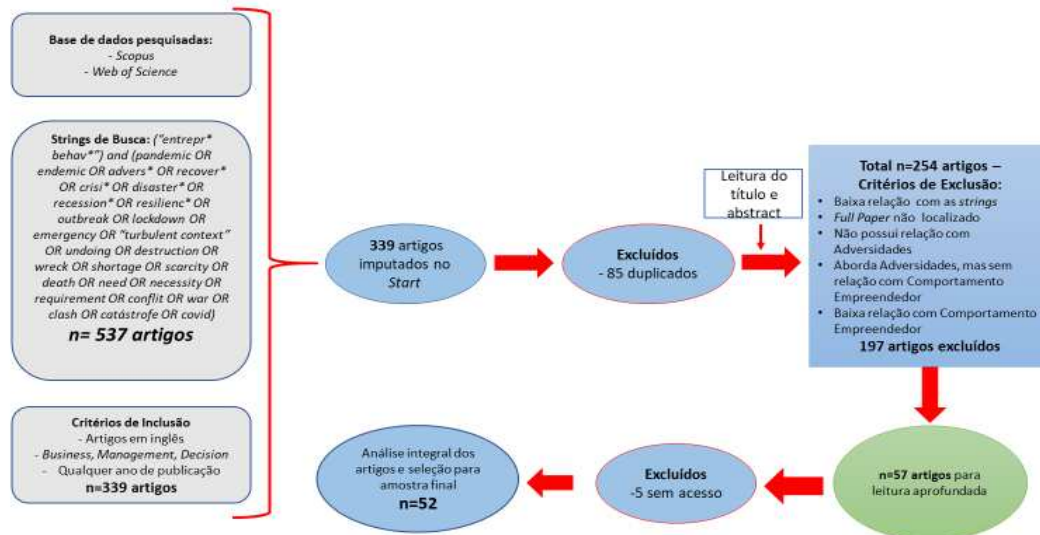 Base de dados pesquisadas:
- Scopus
- Web of Science
Strings de Busca: ("entrepr*
behav*") and (pandemic OR
endemic OR advers* OR recover*
OR crisi* OR disaster* OR
recession* OR resilienc* OR
outbreak OR lockdown OR
emergency OR "turbulent context"
OR undoing OR destruction OR
wreck OR shortage OR scarcity OR
death OR need OR necessity OR
requirement OR conflit OR war OR
clash OR catástrofe OR covid)
n= 537 artigos
Critérios de Inclusão
- Artigos em inglês
- Business, Management, Decision
- Qualquer ano de publicação
n=339 artigos
339 artigos
imputados no
Start
Excluídos
- 85 duplicados
Leitura do
título e
abstract
Total n=254 artigos –
Critérios de Exclusão:
• Baixa relação com as strings
• Full Paper não localizado
• Não possui relação com
Adversidades
• Aborda Adversidades, mas sem
relação com Comportamento
Empreendedor
• Baixa relação com Comportamento
Empreendedor
197 artigos excluídos
n=57 artigos para
leitura aprofundada
Excluídos
-5 sem acesso
Análise integral dos
artigos e seleção para
amostra final
n=52